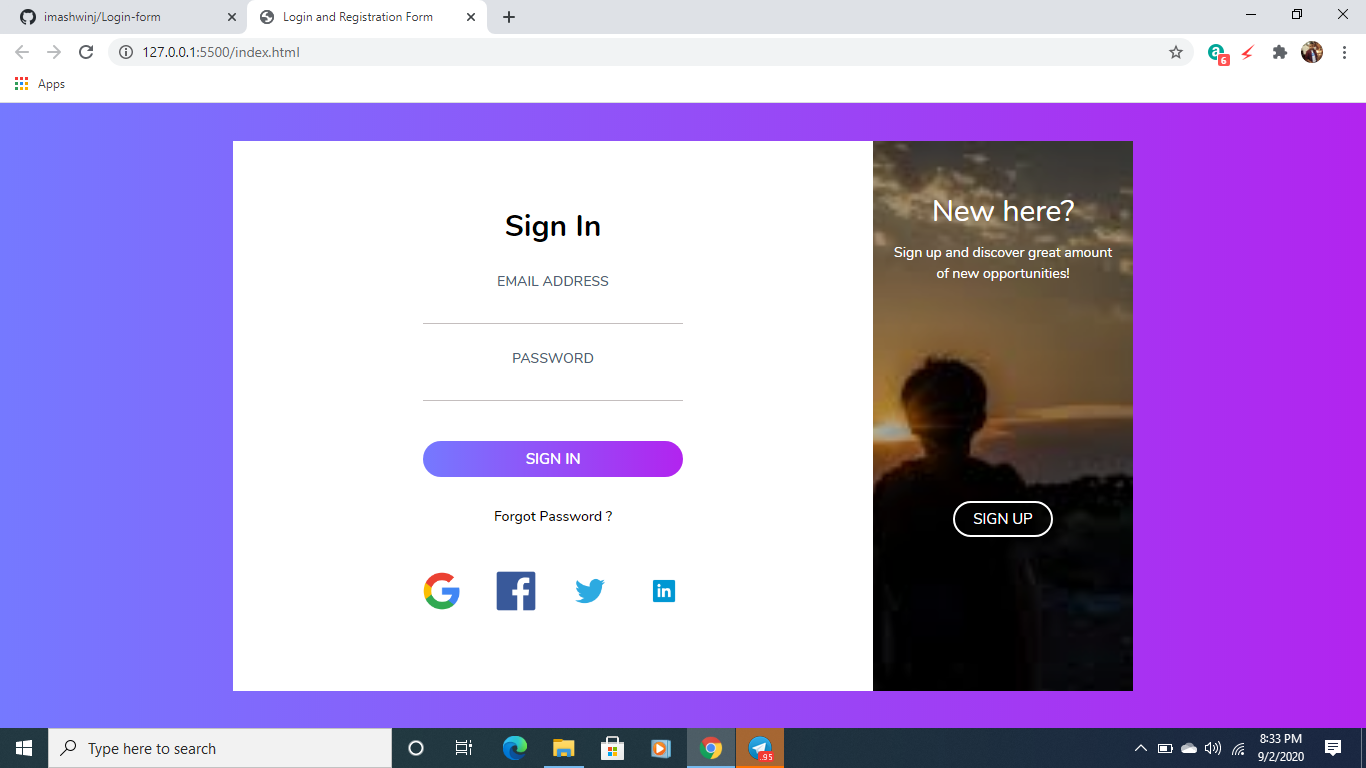 imashwinj/Login-form
Login and Registration Form
127.0.0.1:5500/index.html
a
6
Apps
Sign In
EMAIL ADDRESS
PASSWORD
SIGN IN
Forgot Password ?
G
f
in
New here?
Sign up and discover great amount
of new opportunities!
SIGN UP
Type here to search
..95
8:33 PM
9/2/2020